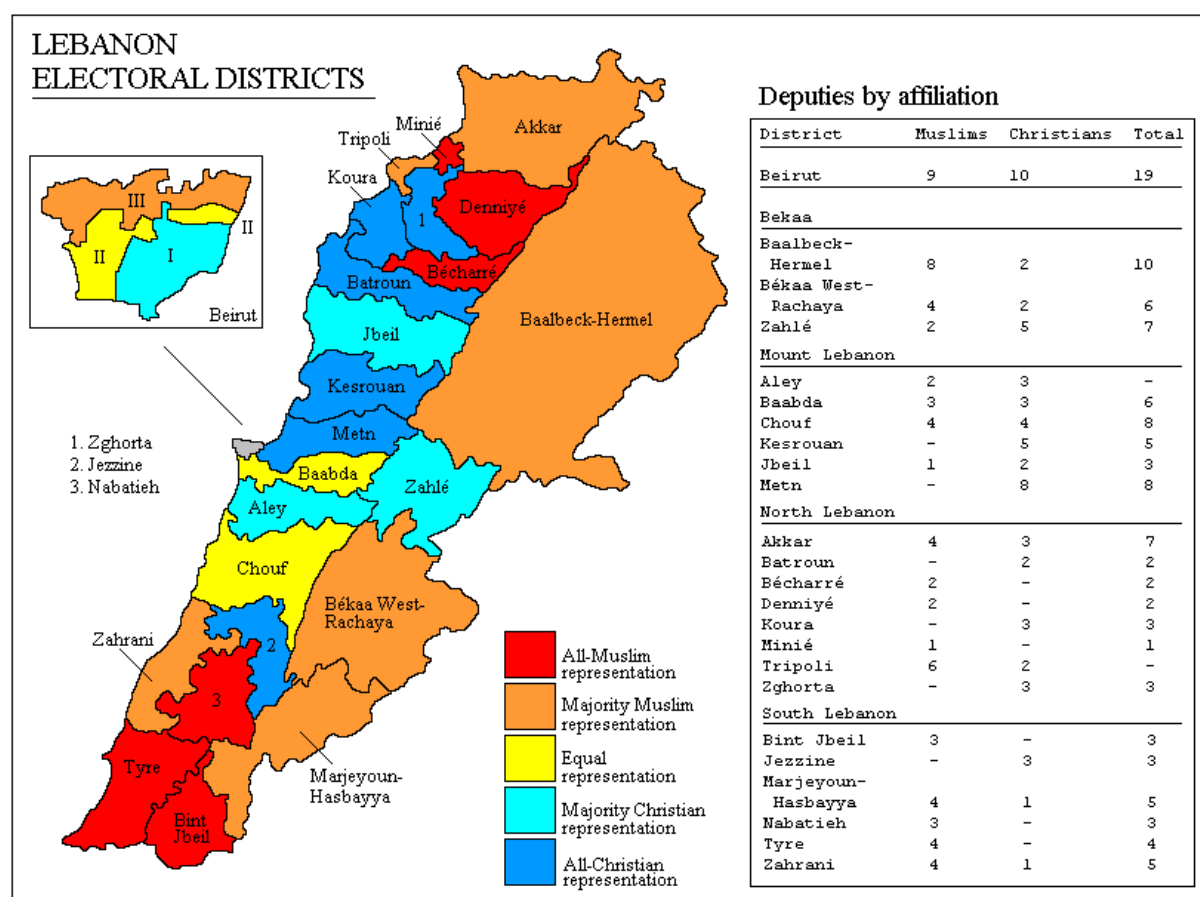 LEBANON
ELECTORAL DISTRICTS
Minié
Tripoli
Koura
Akkar
Denniyé
1
Bécharré
Batroun
Jbeil
Baalbeck-Hermel
Kesrouan
Metn
Baabda
Zahlé
Aley
Chouf
Békaa West-
Rachaya
Zahrani
2
3
Tyre
Bint
Jbeil
Marjeyoun-
Hasbayya
III
II
II
I
Beirut
1. Zghorta
2. Jezzine
3. Nabatieh
All-Muslim
representation
Majority Muslim
representation
Equal
representation
Majority Christian
representation
All-Christian
representation
Deputies by affiliation
District Muslims Christians Total
Beirut 9 10 19
Bekaa
Baalbeck-
Hermel 8 2 10
Békaa West-
Rachaya 4 2 6
Zahlé 2 5 7
Mount Lebanon
Aley 2 3 -
Baabda 3 3 6
Chouf 4 4 8
Kesrouan - 5 5
Jbeil 1 2 3
Metn - 8 8
North Lebanon
Akkar 4 3 7
Batroun - 2 2
Bécharré 2 - 2
Denniyé 2 - 2
Koura - 3 3
Minié 1 - 1
Tripoli 6 2 -
Zghorta - 3 3
South Lebanon
Bint Jbeil 3 - 3
Jezzine - 3 3
Marjeyoun-
Hasbayya 4 1 5
Nabatieh 3 - 3
Tyre 4 - 4
Zahrani 4 1 5